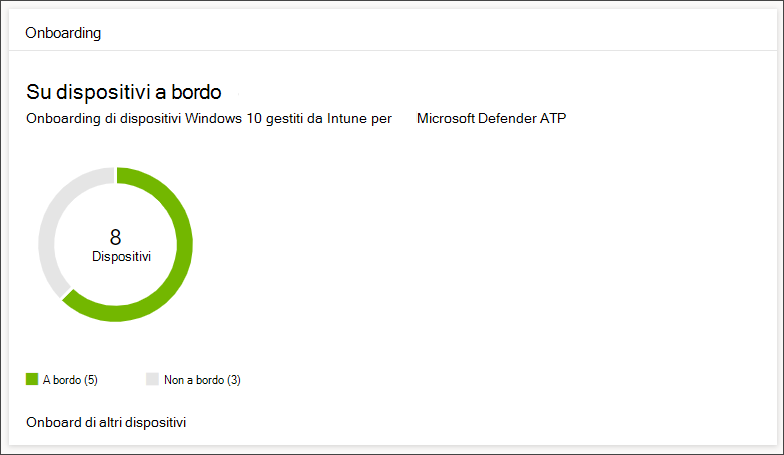 Onboarding
Su dispositivi a bordo
Onboarding di dispositivi Windows 10 gestiti da Intune per Microsoft Defender ATP
8
Dispositivi
A bordo (5) Non a bordo (3)
Onboard di altri dispositivi